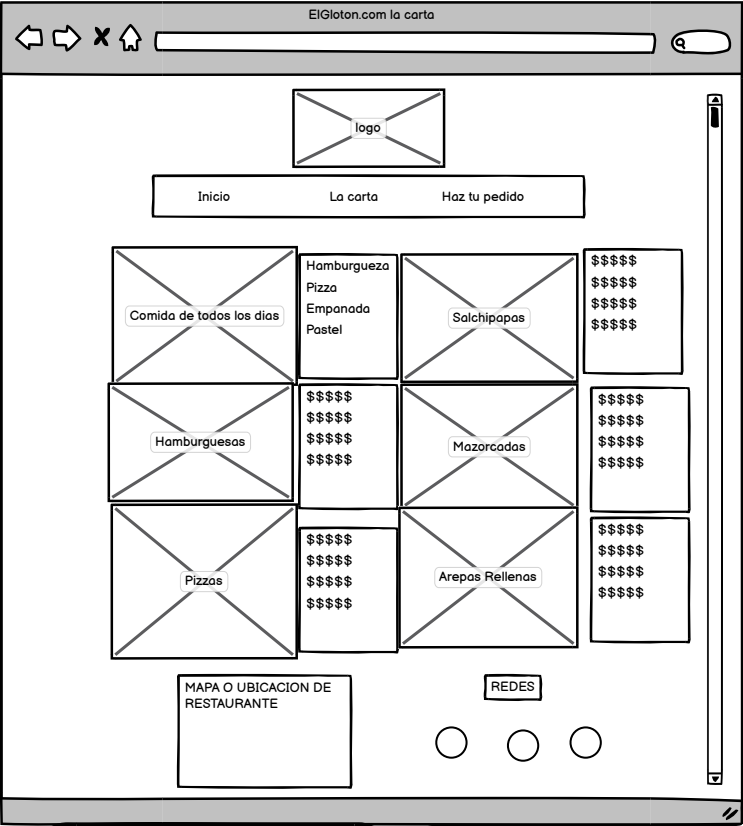 ElGloton.com la carta
logo
Inicio La carta Haz tu pedido
Comida de todos los dias
Hamburgueza
Pizza
Empanada
Pastel
Salchipapas
$$$$$
$$$$$
$$$$$
$$$$$
Hamburguesas
$$$$$
$$$$$
$$$$$
$$$$$
Mazorcadas
$$$$$
$$$$$
$$$$$
$$$$$
Pizzas
$$$$$
$$$$$
$$$$$
$$$$$
Arepas Rellenas
$$$$$
$$$$$
$$$$$
$$$$$
MAPA O UBICACION DE
RESTAURANTE
REDES